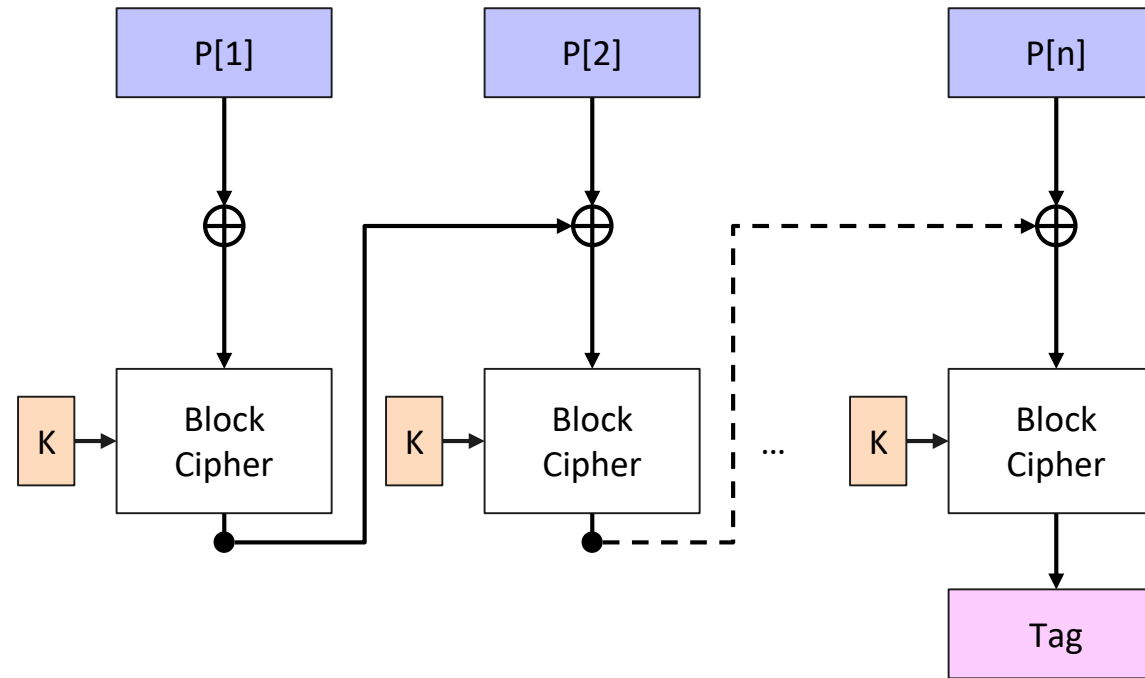 P[1]
P[2]
P[n]
K
Block
Cipher
K
Block
Cipher
...
K
Block
Cipher
Tag